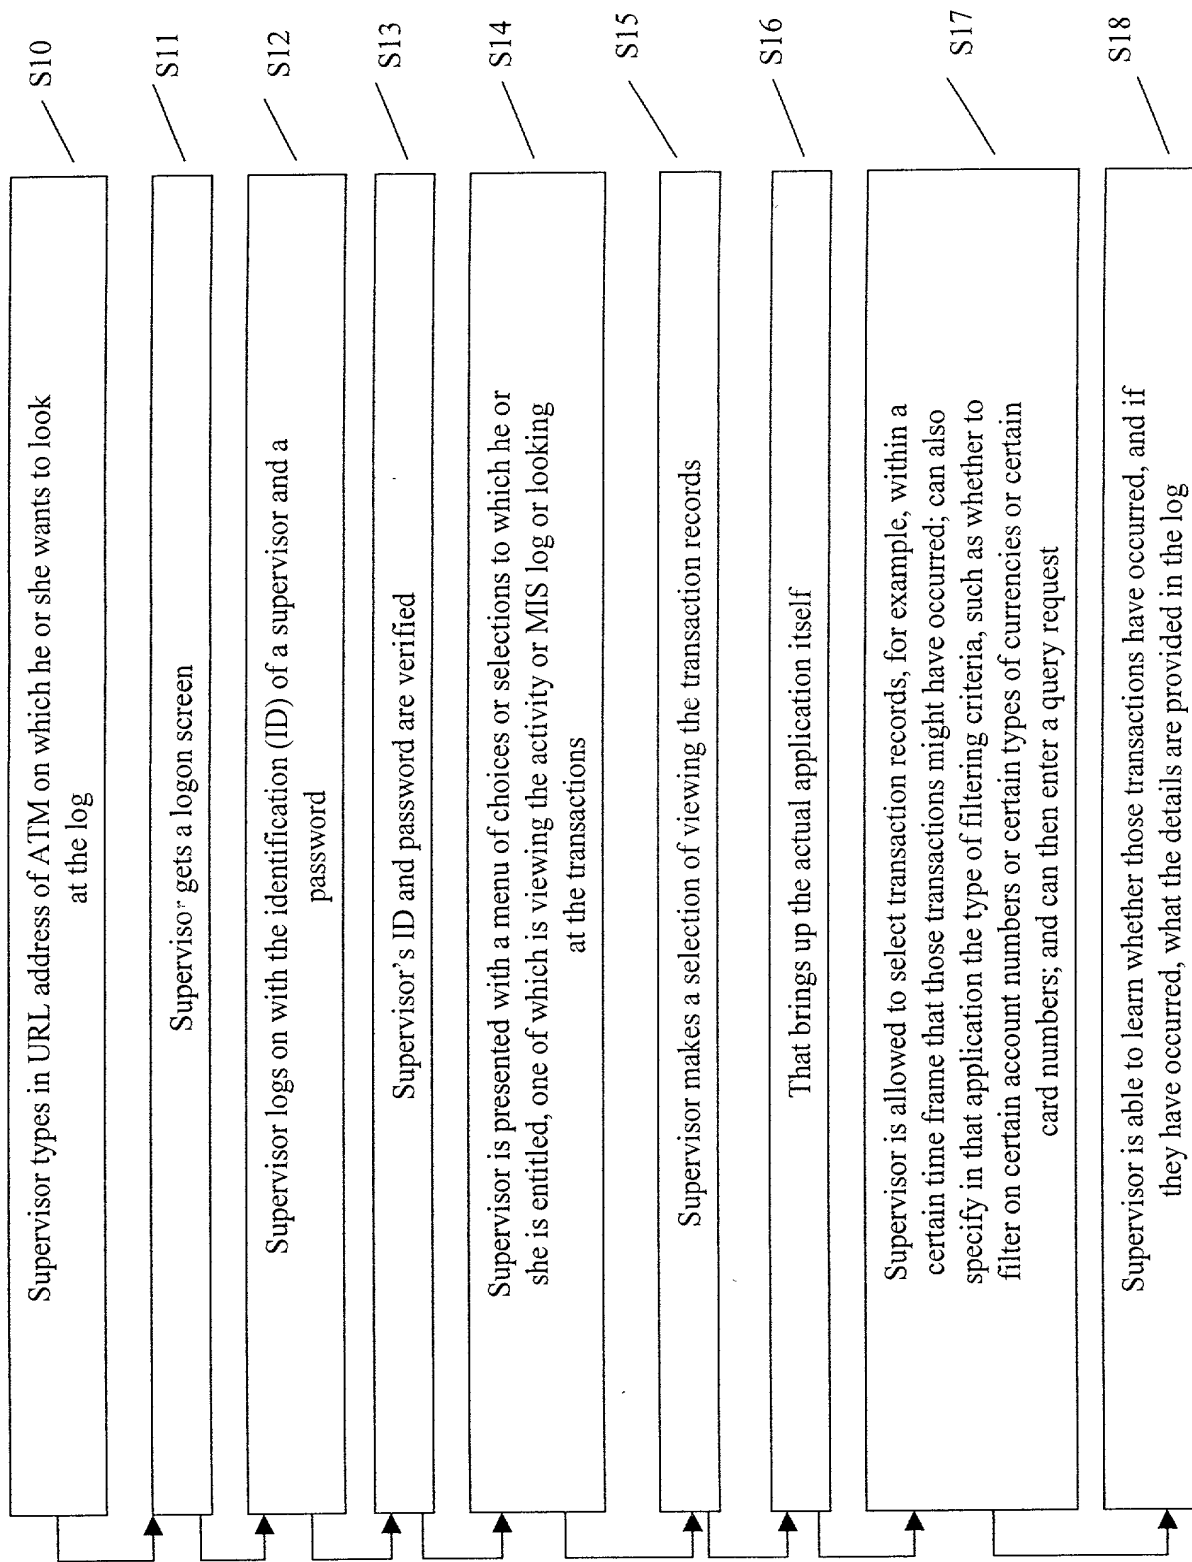 Supervisor types in URL address of ATM on which he or she wants to look
at the log
S10
Supervisor gets a logon screen
S11
Supervisor logs on with the identification (ID) of a supervisor and a
password
S12
Supervisor's ID and password are verified
S13
Supervisor is presented with a menu of choices or selections to which he or
she is entitled, one of which is viewing the activity or MIS log or looking
at the transactions
S14
Supervisor makes a selection of viewing the transaction records
S15
That brings up the actual application itself
S16
Supervisor is allowed to select transaction records, for example, within a
certain time frame that those transactions might have occurred; can also
specify in that application the type of filtering criteria, such as whether to
filter on certain account numbers or certain types of currencies or certain
card numbers; and can then enter a query request
S17
Supervisor is able to learn whether those transactions have occurred, and if
they have occurred, what the details are provided in the log
S18